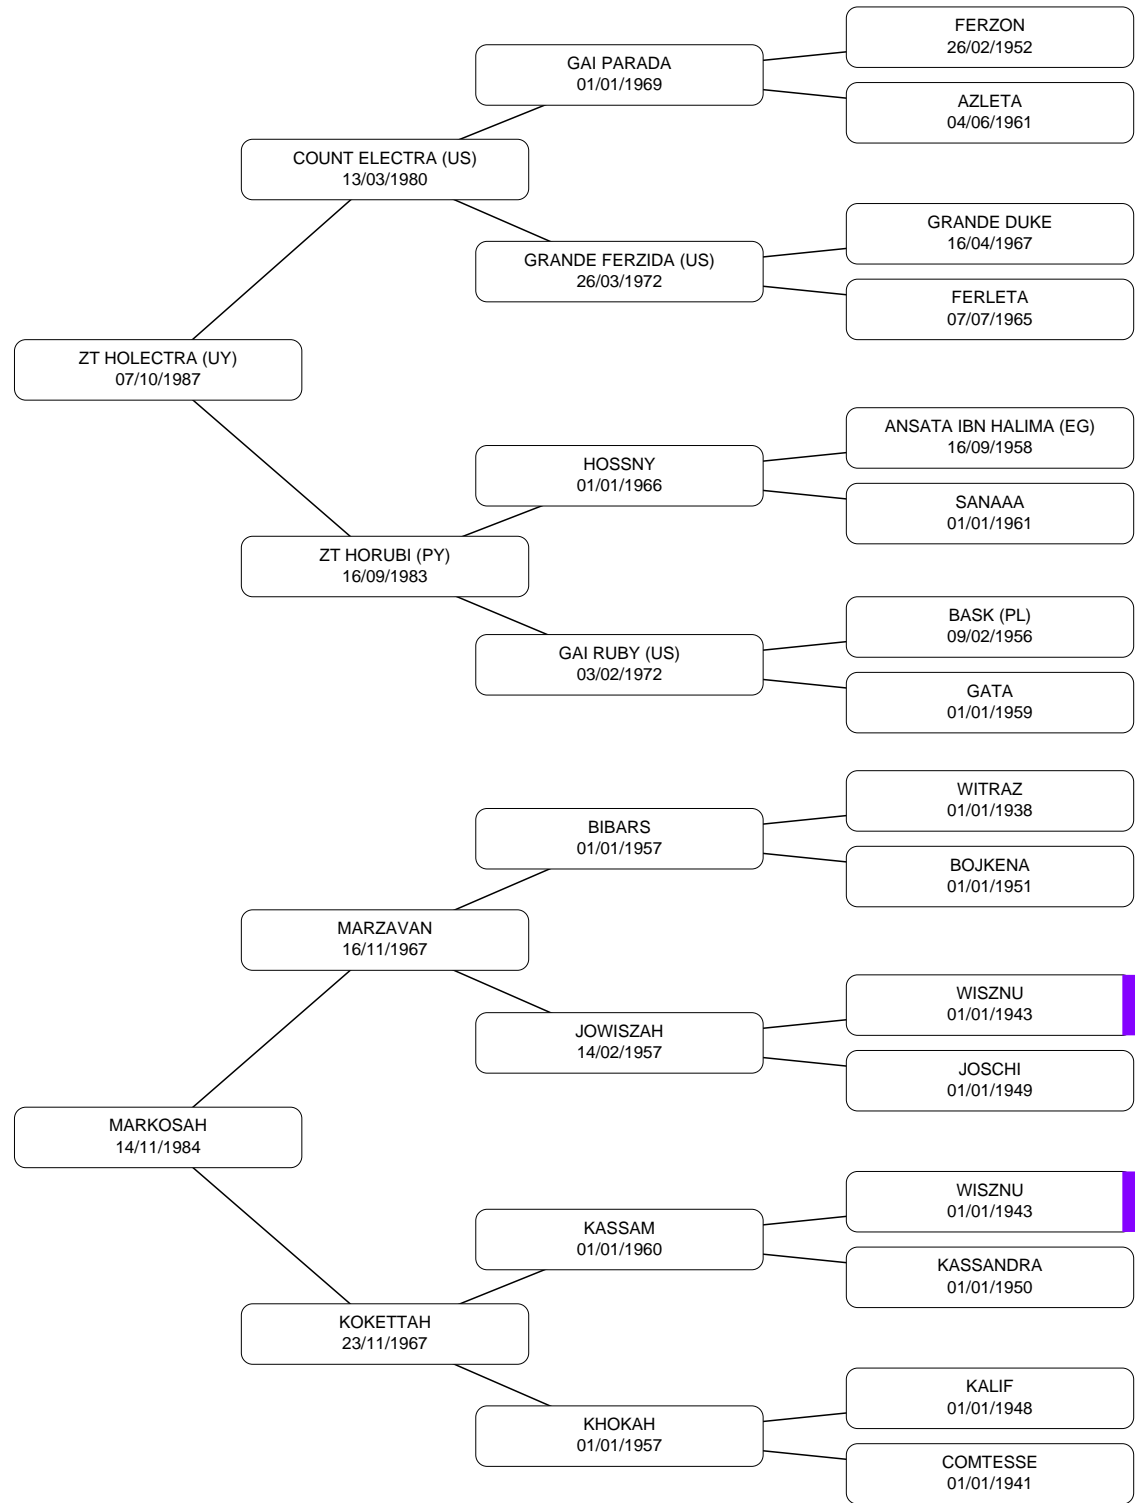 FERZON
26/02/1952
GAI PARADA
01/01/1969
AZLETA
04/06/1961
COUNT ELECTRA (US)
13/03/1980
GRANDE DUKE
16/04/1967
GRANDE FERZIDA (US)
26/03/1972
FERLETA
07/07/1965
ZT HOLECTRA (UY)
07/10/1987
ANSATA IBN HALIMA (EG)
16/09/1958
HOSSNY
01/01/1966
SANAAA
01/01/1961
ZT HORUBI (PY)
16/09/1983
BASK (PL)
09/02/1956
GAI RUBY (US)
03/02/1972
GATA
01/01/1959
WITRAZ
01/01/1938
BIBARS
01/01/1957
BOJKENA
01/01/1951
MARZAVAN
16/11/1967
WISZNU
01/01/1943
JOWISZAH
14/02/1957
JOSCHI
01/01/1949
MARKOSAH
14/11/1984
WISZNU
01/01/1943
KASSAM
01/01/1960
KASSANDRA
01/01/1950
KOKETTAH
23/11/1967
KALIF
01/01/1948
KHOKAH
01/01/1957
COMTESSE
01/01/1941